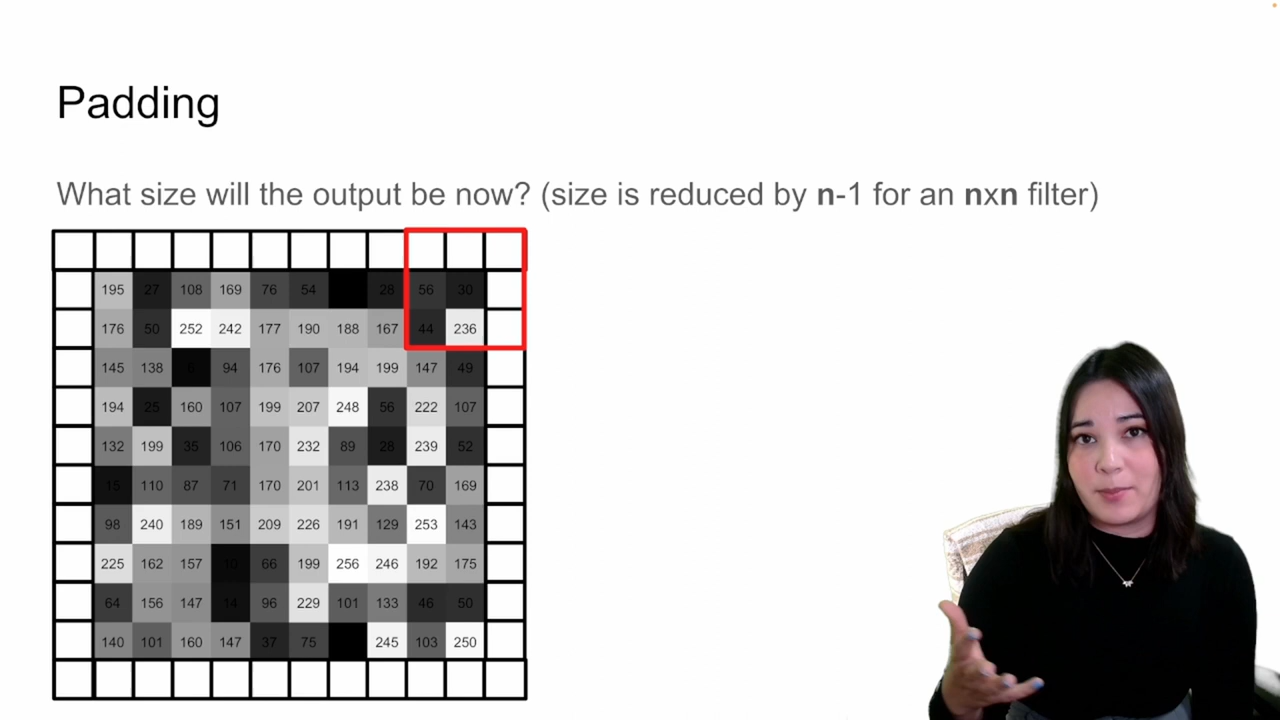 Padding
What size will the output be now? (size is reduced by n-1 for an nxn filter)
195 27 108 169 76 54 28 56 30
176 50 252 242 177 190 188 167 44 236
145 138 6 94 176 107 194 199 147 49
194 25 160 107 199 207 248 56 222 107
132 199 35 106 170 232 89 28 239 52
15 110 87 71 170 201 113 238 70 169
98 240 189 151 209 226 191 129 253 143
225 162 157 10 66 199 256 246 192 175
64 156 147 14 96 229 101 133 46 50
140 101 160 147 37 75 245 103 250